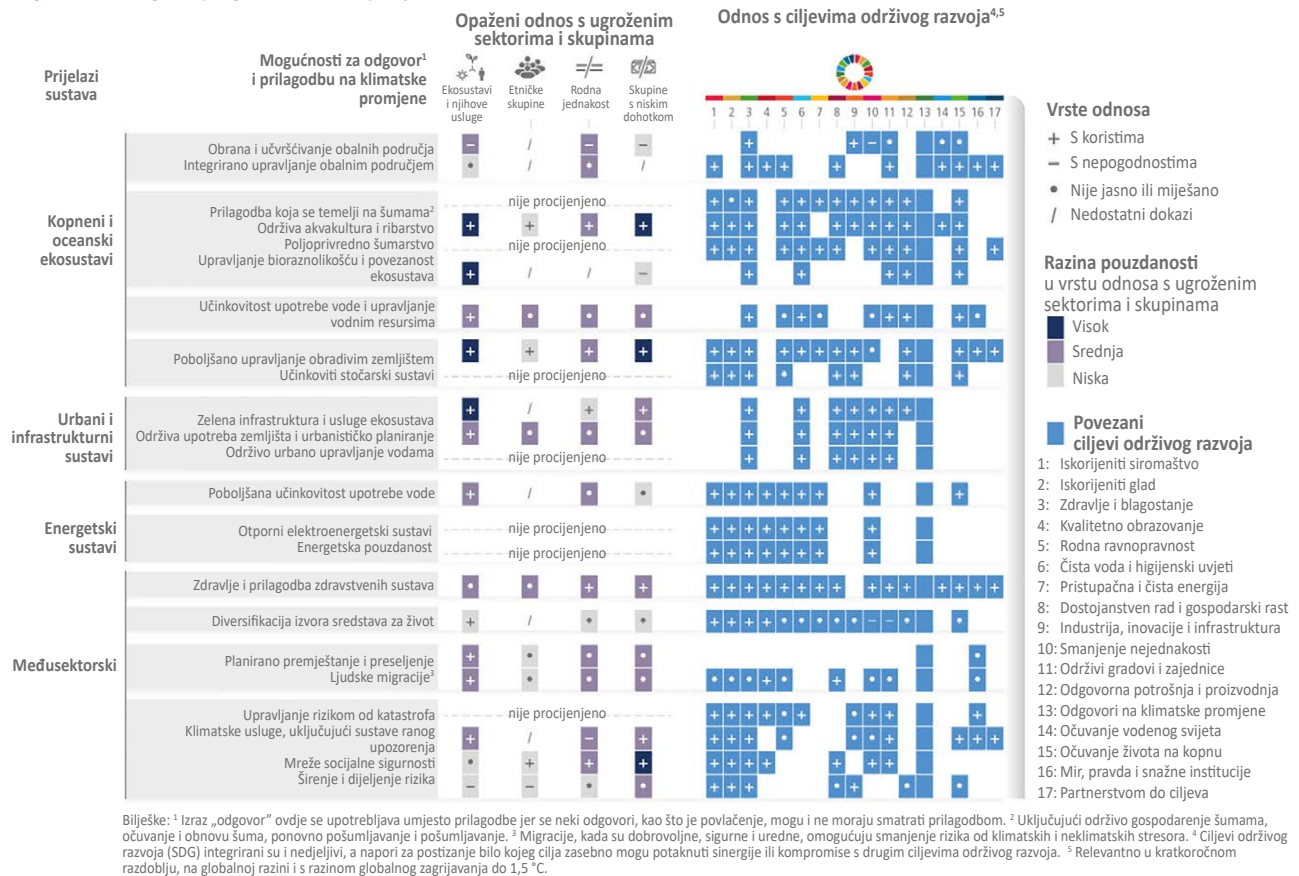 Opaženi odnos s ugroženim
sektorima i skupinama
Odnos s ciljevima održivog razvoja4,5
Prijelazi
sustava
Mogućnosti za odgovor1
i prilagodbu na klimatske
promjene
Ekosustavi
i njihove
usluge
Etničke
skupine
Rodna
jednakost
Skupine
s niskim
dohotkom
1 2 3 4 5 6 7 8 9 10 11 12 13 14 15 16 17
Kopneni i
oceanski
ekosustavi
Obrana i učvršćivanje obalnih područja
Integrirano upravljanje obalnim područjem
Prilagodba koja se temelji na šumama2
nije procijenjeno
Održiva akvakultura i ribarstvo
Poljoprivredno šumarstvo
nije procijenjeno
Upravljanje bioraznolikošću i povezanost
ekosustava
Učinkovitost upotrebe vode i upravljanje
vodnim resursima
Poboljšano upravljanje obradivim zemljištem
Učinkoviti stočarski sustavi
nije procijenjeno
Urbani i
infrastrukturni
sustavi
Zelena infrastruktura i usluge ekosustava
Održiva upotreba zemljišta i urbanističko planiranje
Održivo urbano upravljanje vodama
nije procijenjeno
Energetski
sustavi
Poboljšana učinkovitost upotrebe vode
Otporni elektroenergetski sustavi
nije procijenjeno
Energetska pouzdanost
nije procijenjeno
Međusektorski
Zdravlje i prilagodba zdravstvenih sustava
Diversifikacija izvora sredstava za život
Planirano premještanje i preseljenje
Ljudske migracije3
Upravljanje rizikom od katastrofa
nije procijenjeno
Klimatske usluge, uključujući sustave ranog
upozorenja
Mreže socijalne sigurnosti
Širenje i dijeljenje rizika
Vrste odnosa
+ S koristima
− S nepogodnostima
• Nije jasno ili miješano
/ Nedostatni dokazi
Razina pouzdanosti
u vrstu odnosa s ugroženim
sektorima i skupinama
Visok
Srednja
Niska
Povezani
ciljevi održivog razvoja
1: Iskorijeniti siromaštvo
2: Iskorijeniti glad
3: Zdravlje i blagostanje
4: Kvalitetno obrazovanje
5: Rodna ravnopravnost
6: Čista voda i higijenski uvjeti
7: Pristupačna i čista energija
8: Dostojanstven rad i gospodarski rast
9: Industrija, inovacije i infrastruktura
10: Smanjenje nejednakosti
11: Održivi gradovi i zajednice
12: Odgovorna potrošnja i proizvodnja
13: Odgovori na klimatske promjene
14: Očuvanje vodenog svijeta
15: Očuvanje života na kopnu
16: Mir, pravda i snažne institucije
17: Partnerstvom do ciljeva
Bilješke: 1 Izraz „odgovor” ovdje se upotrebljava umjesto prilagodbe jer se neki odgovori, kao što je povlačenje, mogu i ne moraju smatrati prilagodbom. 2 Uključujući održivo gospodarenje šumama,
očuvanje i obnovu šuma, ponovno pošumljavanje i pošumljavanje. 3 Migracije, kada su dobrovoljne, sigurne i uredne, omogućuju smanjenje rizika od klimatskih i neklimatskih stresora. 4 Ciljevi održivog
razvoja (SDG) integrirani su i nedjeljivi, a napori za postizanje bilo kojeg cilja zasebno mogu potaknuti sinergije ili kompromise s drugim ciljevima održivog razvoja. 5 Relevantno u kratkoročnom
razdoblju, na globalnoj razini i s razinom globalnog zagrijavanja do 1,5 °C.